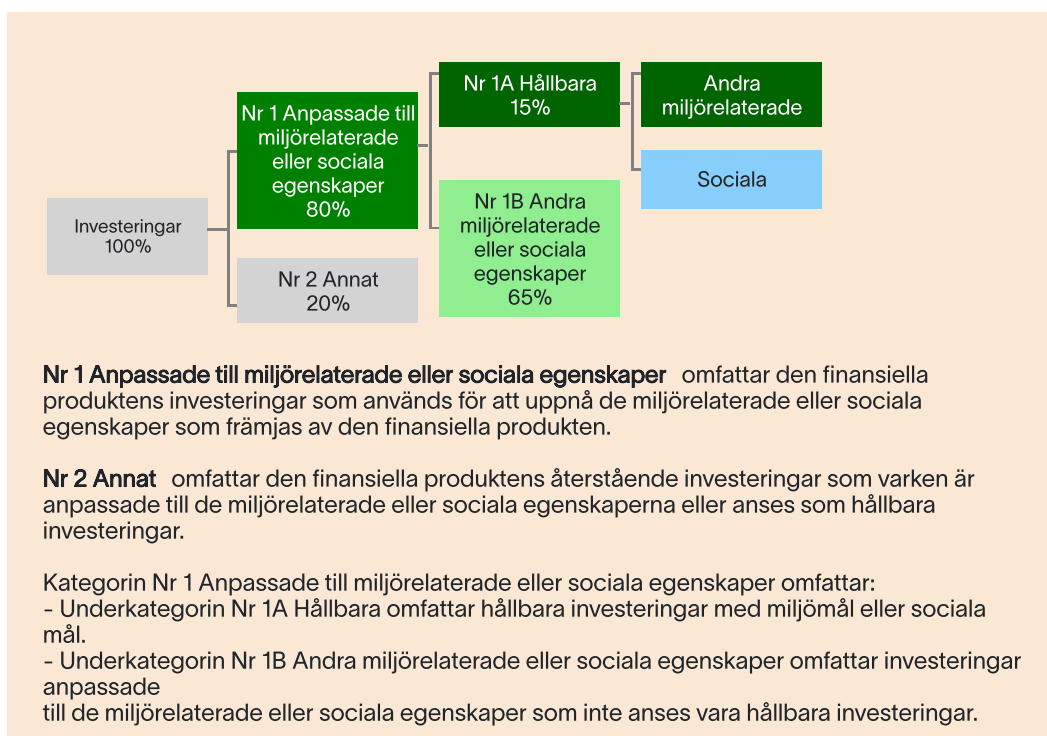 Nr 1A Hållbara
15%
Andra
miljörelaterade
Nr 1 Anpassade till
miljörelaterade
eller sociala
egenskaper
80%
Sociala
Nr 1B Andra
miljörelaterade
eller sociala
egenskaper
65%
Investeringar
100%
Nr 2 Annat
20%
Nr 1 Anpassade till miljörelaterade eller sociala egenskaper omfattar den finansiella
produktens investeringar som används för att uppnå de miljörelaterade eller sociala
egenskaper som främjas av den finansiella produkten.
Nr 2 Annat omfattar den finansiella produktens återstående investeringar som varken är
anpassade till de miljörelaterade eller sociala egenskaperna eller anses som hållbara
investeringar.
Kategorin Nr 1 Anpassade till miljörelaterade eller sociala egenskaper omfattar:
- Underkategorin Nr 1A Hållbara omfattar hållbara investeringar med miljömål eller sociala
mål.
- Underkategorin Nr 1B Andra miljörelaterade eller sociala egenskaper omfattar investeringar
anpassade
till de miljörelaterade eller sociala egenskaper som inte anses vara hållbara investeringar.